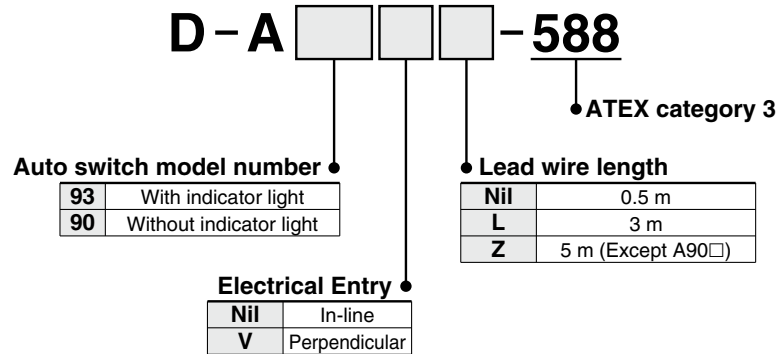 D-A□□□-588
ATEX category 3
Auto switch model number
93 With indicator light
90 Without indicator light
Lead wire length
Nil 0.5 m
L 3 m
Z 5 m (Except A90□)
Electrical Entry
Nil In-line
V Perpendicular